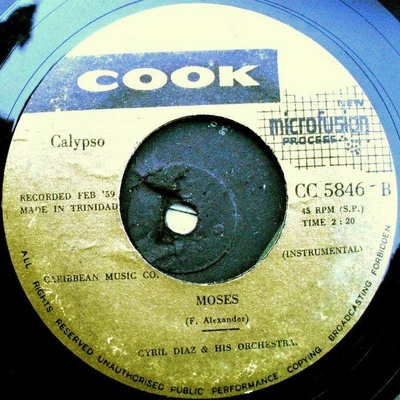 COOK
NEW
microfusion
PROCESS
Calypso
RECORDED FEB '59
MADE IN TRINIDAD
CC 5846 - B
45 RPM (S.P.)
TIME 2 : 20
(INSTRUMENTAL)
CARIBBEAN MUSIC CO.
MOSES
(F. Alexander)
CYRIL DIAZ & HIS ORCHESTRA.
ALL RIGHTS RESERVED UNAUTHORISED PUBLIC PERFORMANCE COPYING BROADCASTING FORBIDDEN